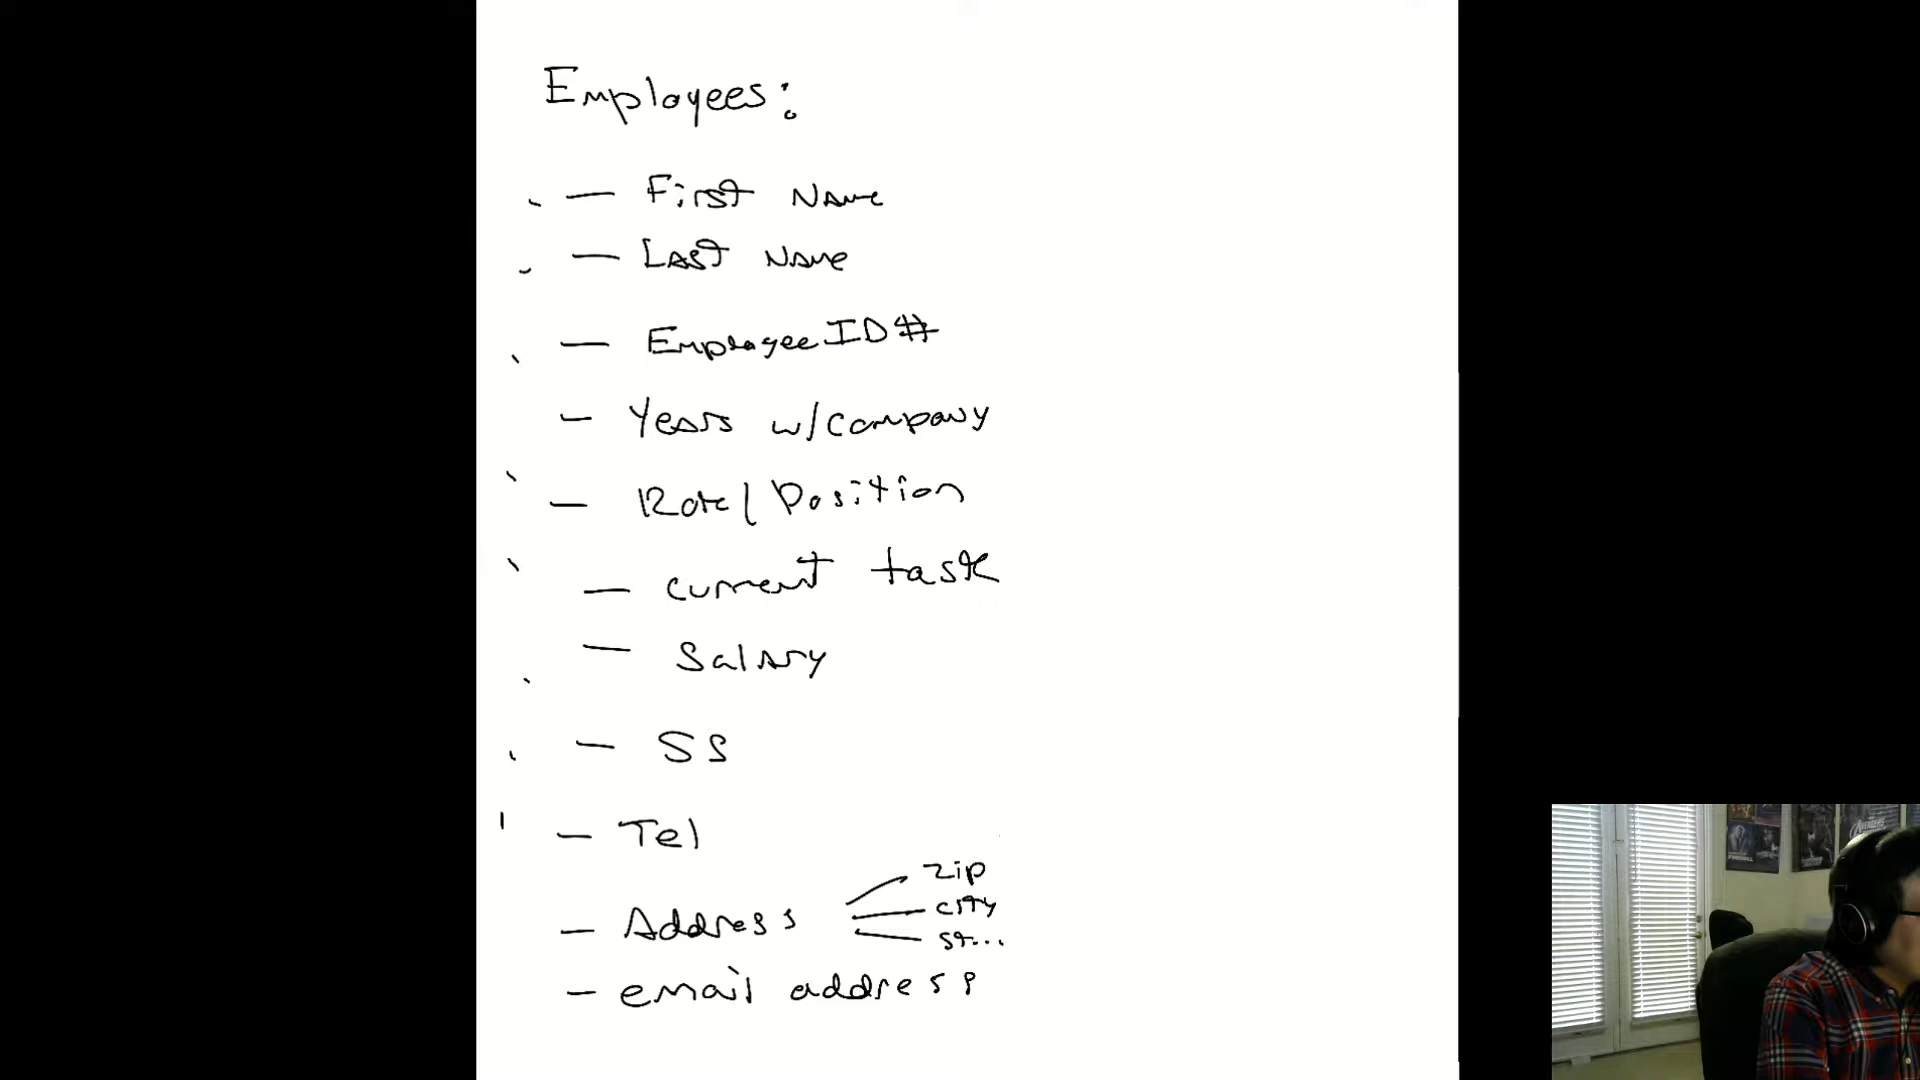 Employees:
— First Name
— Last Name
— Employee ID#
- Years w/company
— Role/Position
— current task
— Salary
— SS
- Tel
- Address
zip
city
st...
- email address